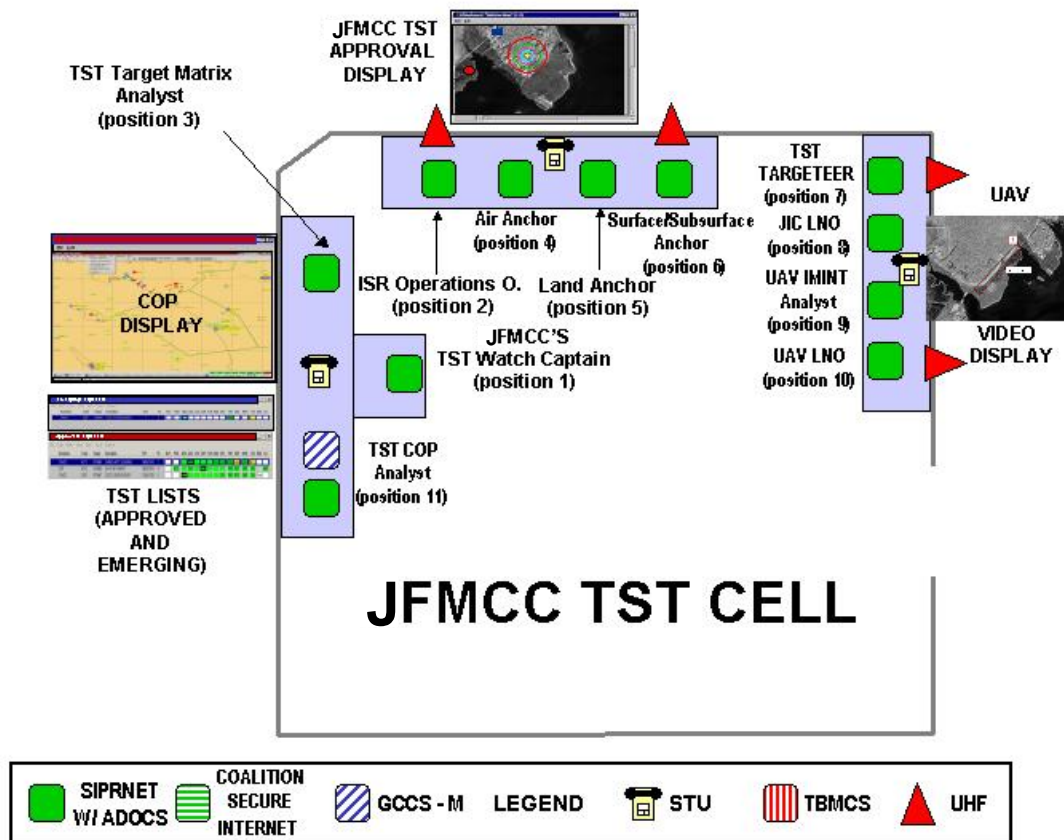 JFMCC TST
APPROVAL
DISPLAY
TST Target Matrix
Analyst
(position 3)
TST
TARGETEER
(position 7)
UAV
Air Anchor
(position 4)
Surface/Subsurface
Anchor
(position 6)
JIC LNO
(position 8)
ISR Operations O.
(position 2)
Land Anchor
(position 5)
UAV IMINT
Analyst
(position 9)
COP
DISPLAY
JFMCC'S
TST Watch Captain
(position 1)
UAV LNO
(position 10)
VIDEO
DISPLAY
TST COP
Analyst
(position 11)
TST LISTS
(APPROVED
AND
EMERGING)
JFMCC TST CELL
SIPRNET
W/ ADOCS
COALITION
SECURE
INTERNET
GCCS - M
LEGEND
STU
TBMCS
UHF